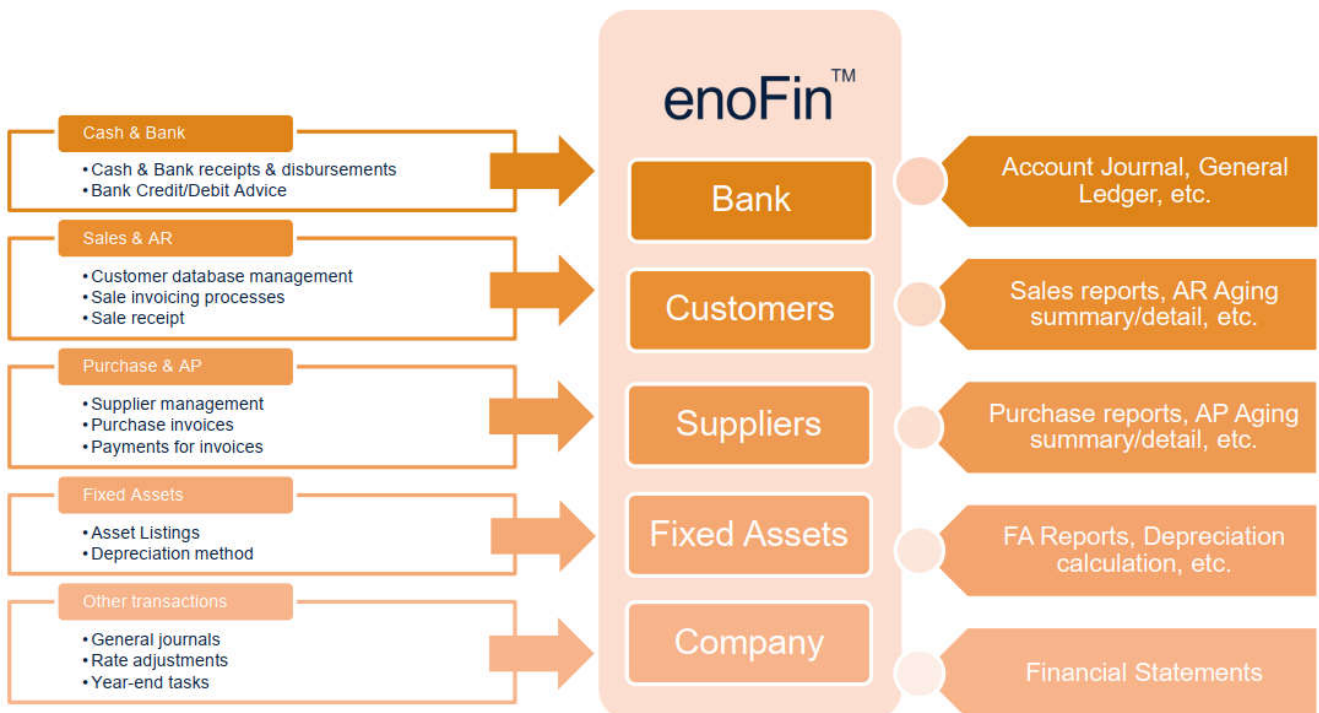 enoFin™
Cash & Bank
• Cash & Bank receipts & disbursements
• Bank Credit/Debit Advice
Bank
Account Journal, General
Ledger, etc.
Sales & AR
• Customer database management
• Sale invoicing processes
• Sale receipt
Customers
Sales reports, AR Aging
summary/detail, etc.
Purchase & AP
• Supplier management
• Purchase invoices
• Payments for invoices
Suppliers
Purchase reports, AP Aging
summary/detail, etc.
Fixed Assets
• Asset Listings
• Depreciation method
Fixed Assets
FA Reports, Depreciation
calculation, etc.
Other transactions
• General journals
• Rate adjustments
• Year-end tasks
Company
Financial Statements